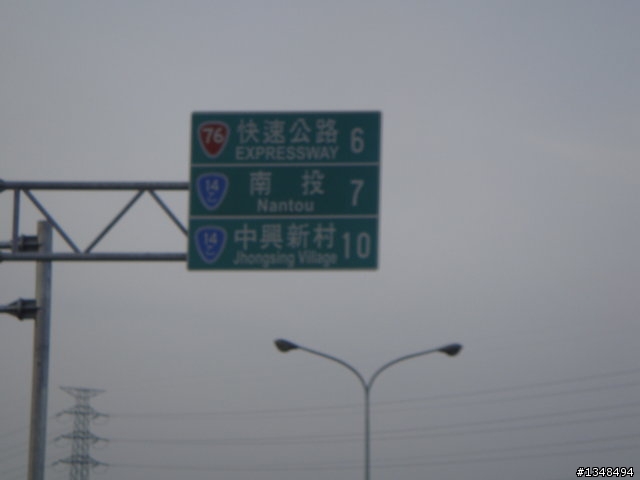 76 快速公路 6
EXPRESSWAY
14 南投 7
Nantou
14 中興新村 10
Jhongsing Village
#1348494